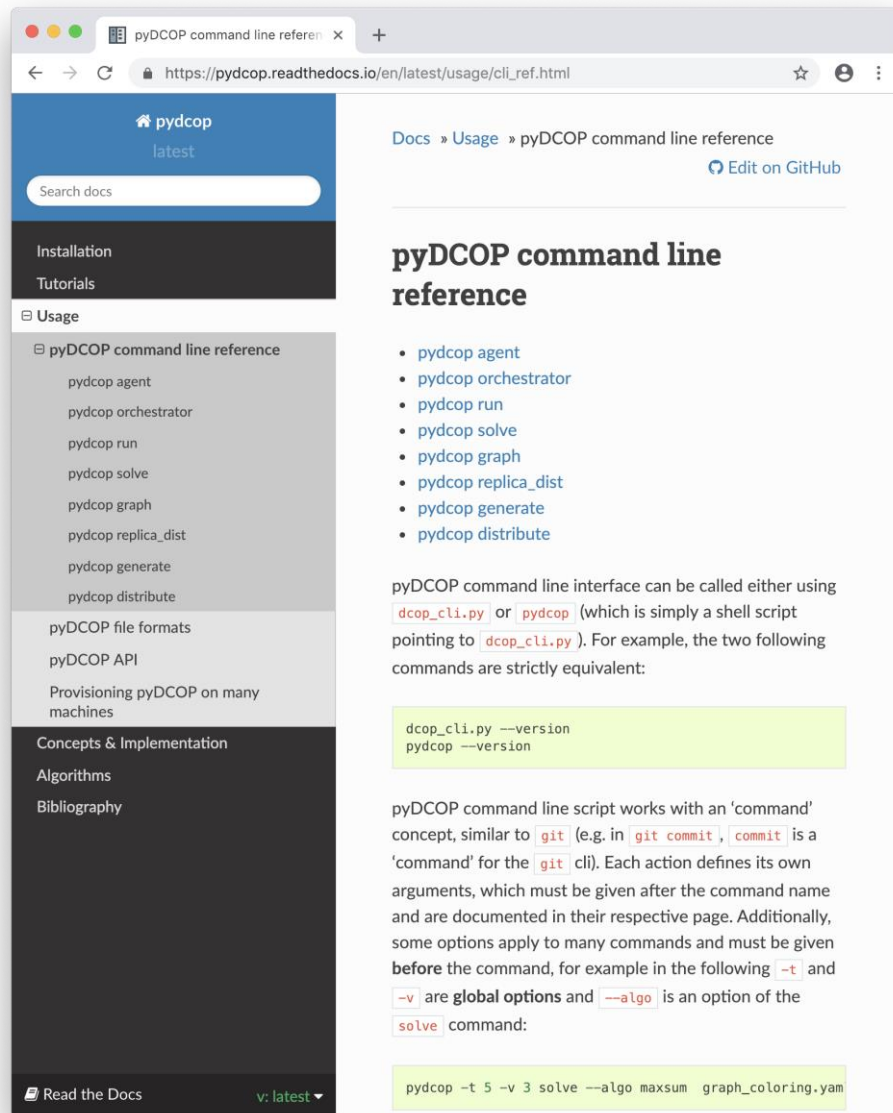 pyDCOP command line referen
https://pydcop.readthedocs.io/en/latest/usage/cli_ref.html
pydcop
latest
Search docs
Installation
Tutorials
Usage
pyDCOP command line reference
pydcop agent
pydcop orchestrator
pydcop run
pydcop solve
pydcop graph
pydcop replica_dist
pydcop generate
pydcop distribute
pyDCOP file formats
pyDCOP API
Provisioning pyDCOP on many
machines
Concepts & Implementation
Algorithms
Bibliography
Read the Docs
v: latest
Docs » Usage » pyDCOP command line reference
Edit on GitHub
pyDCOP command line
reference
• pydcop agent
• pydcop orchestrator
• pydcop run
• pydcop solve
• pydcop graph
• pydcop replica_dist
• pydcop generate
• pydcop distribute
pyDCOP command line interface can be called either using
dcop_cli.py or pydcop (which is simply a shell script
pointing to dcop_cli.py ). For example, the two following
commands are strictly equivalent:
dcop_cli.py --version
pydcop --version
pyDCOP command line script works with an ‘command’
concept, similar to git (e.g. in git commit , commit is a
‘command’ for the git cli). Each action defines its own
arguments, which must be given after the command name
and are documented in their respective page. Additionally,
some options apply to many commands and must be given
before the command, for example in the following -t and
-v are global options and --algo is an option of the
solve command:
pydcop -t 5 -v 3 solve --algo maxsum graph_coloring.yam